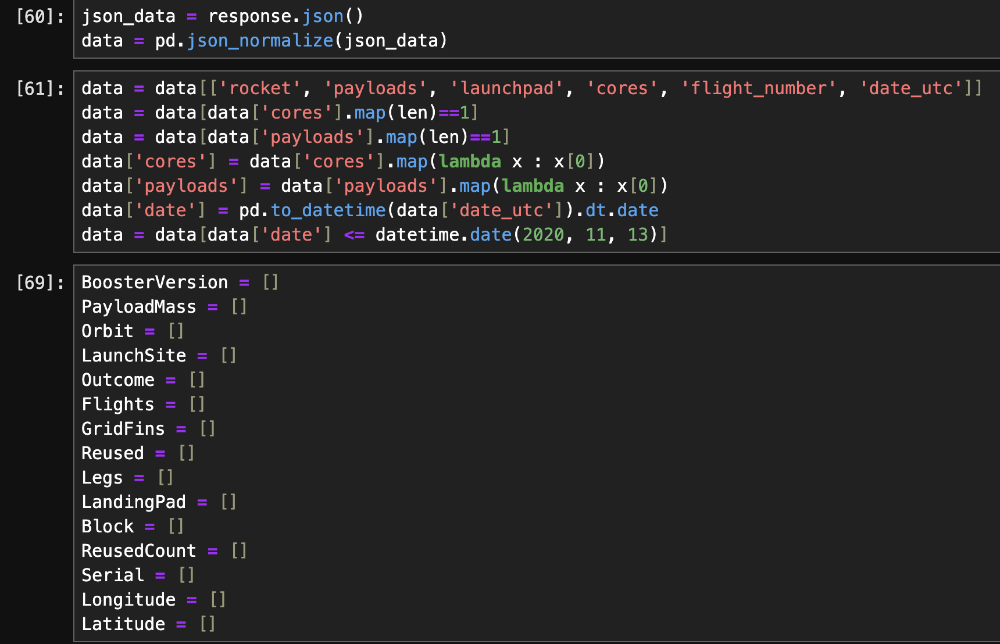 [60]: json_data = response.json()
data = pd.json_normalize(json_data)
[61]: data = data[['rocket', 'payloads', 'launchpad', 'cores', 'flight_number', 'date_utc']]
data = data[data['cores'].map(len)==1]
data = data[data['payloads'].map(len)==1]
data['cores'] = data['cores'].map(lambda x : x[0])
data['payloads'] = data['payloads'].map(lambda x : x[0])
data['date'] = pd.to_datetime(data['date_utc']).dt.date
data = data[data['date'] <= datetime.date(2020, 11, 13)]
[69]: BoosterVersion = []
PayloadMass = []
Orbit = []
LaunchSite = []
Outcome = []
Flights = []
GridFins = []
Reused = []
Legs = []
LandingPad = []
Block = []
ReusedCount = []
Serial = []
Longitude = []
Latitude = []